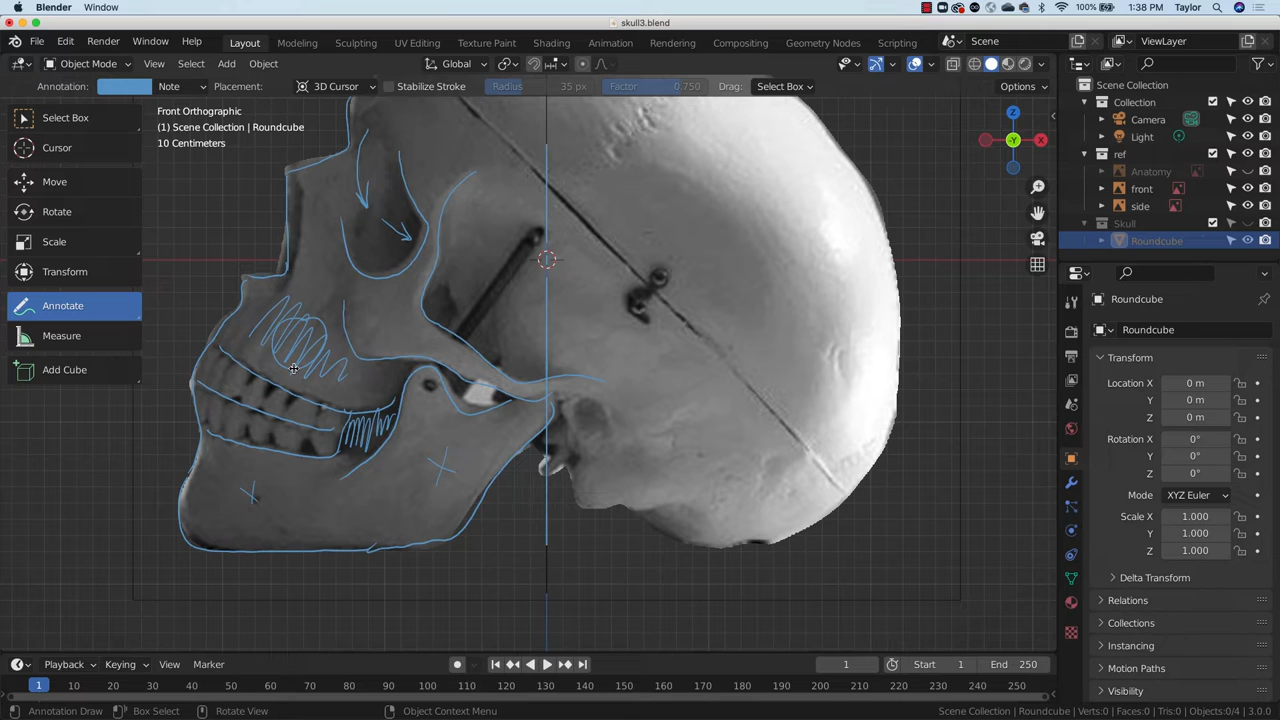 Blender Window 100% 1:38 PM Taylor
skull3.blend
File Edit Render Window Help Layout Modeling Sculpting UV Editing Texture Paint Shading Animation Rendering Compositing Geometry Nodes Scripting Scene ViewLayer
Object Mode View Select Add Object Global
Annotation: Note Placement: 3D Cursor Stabilize Stroke Radius 35 px Factor 0.750 Drag: Select Box Options
Select Box
Cursor
Move
Rotate
Scale
Transform
Annotate
Measure
Add Cube
Front Orthographic
(1) Scene Collection | Roundcube
10 Centimeters
Z
-Y
X
Scene Collection
Collection
Camera
Light
ref
Anatomy
front
side
Skull
Roundcube
Roundcube
Roundcube
Transform
Location X 0 m
Y 0 m
Z 0 m
Rotation X 0°
Y 0°
Z 0°
Mode XYZ Euler
Scale X 1.000
Y 1.000
Z 1.000
Delta Transform
Relations
Collections
Instancing
Motion Paths
Visibility
Playback Keying View Marker 1 Start 1 End 250
1 10 20 30 40 50 60 70 80 90 100 110 120 130 140 150 160 170 180 190 200 210 220 230 240 250
Annotation Draw Box Select Rotate View Object Context Menu Scene Collection | Roundcube | Verts:0 | Faces:0 | Tris:0 | Objects:0/4 | 3.0.0